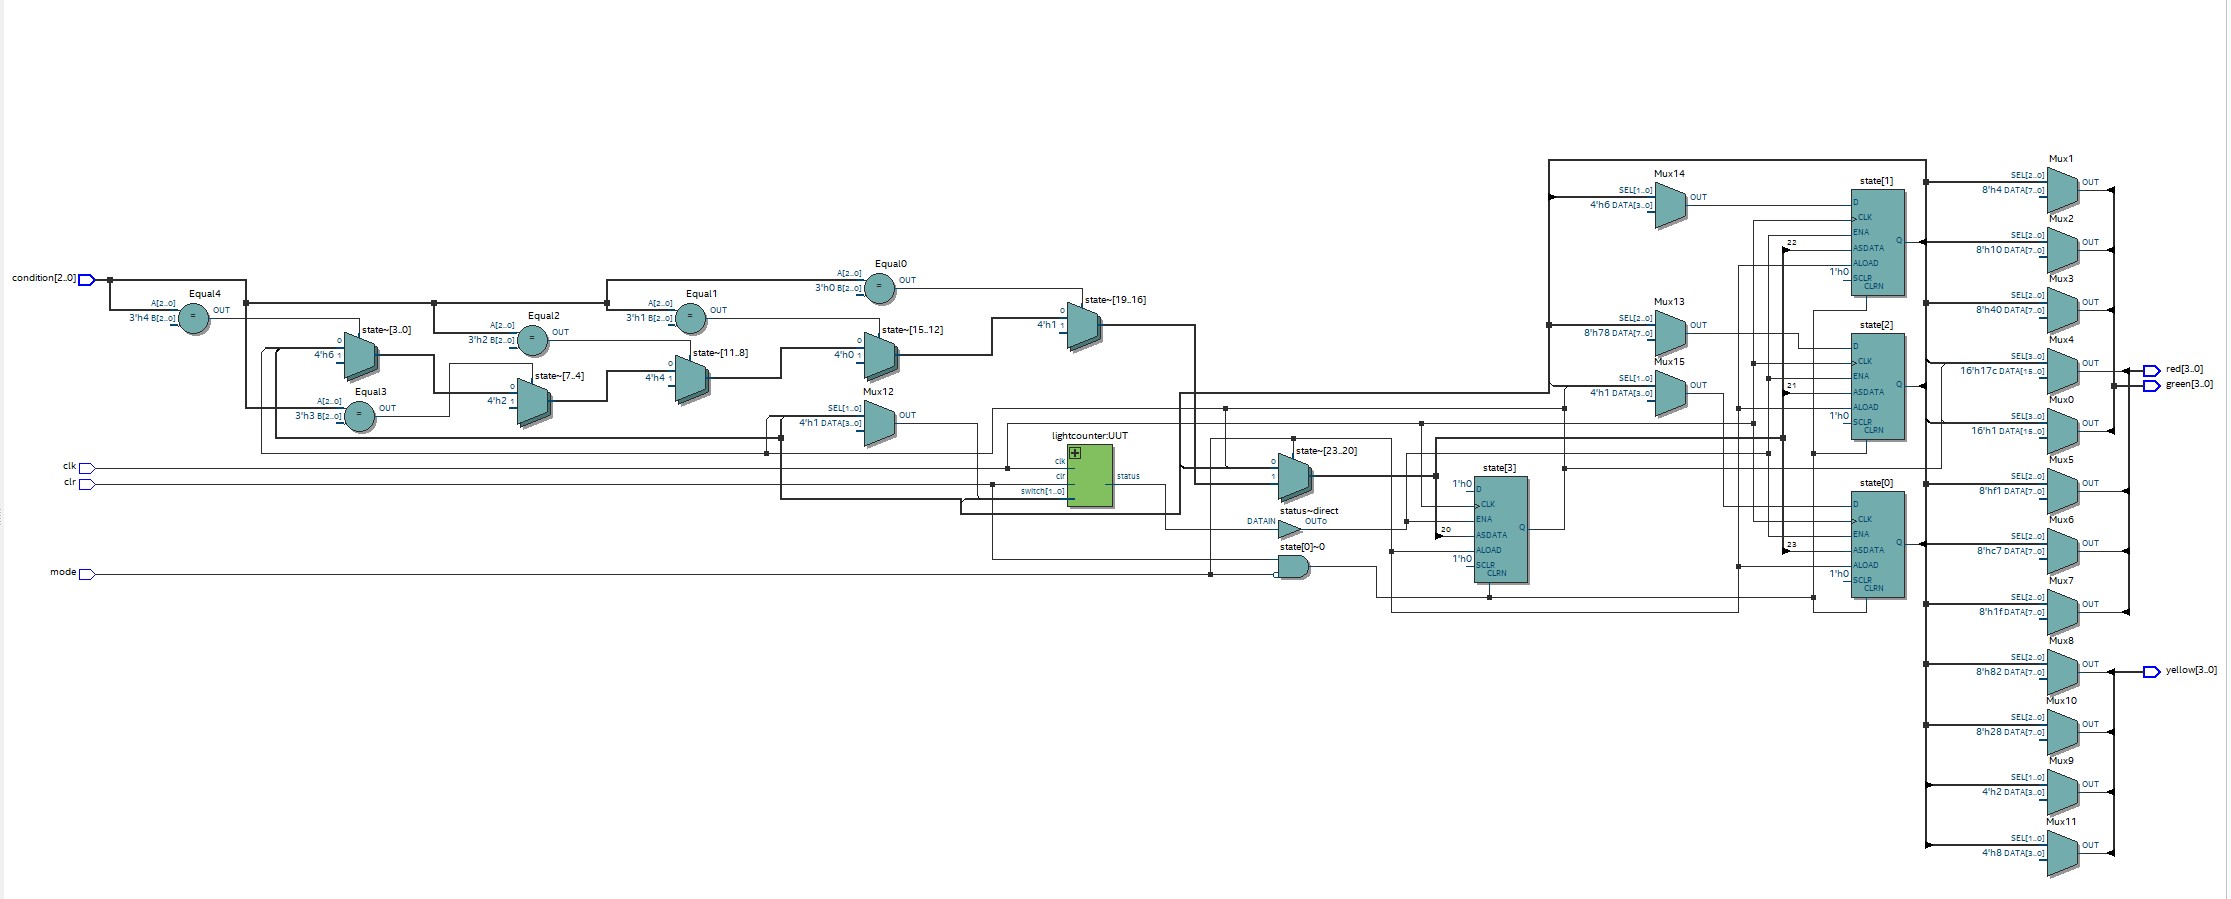 condition[2..0]
clk
clr
mode
Equal4
A[2..0]
3'h4 B[2..0]
=
OUT
state~[3..0]
0
4'h6 1
Equal3
A[2..0]
3'h3 B[2..0]
=
OUT
Equal2
A[2..0]
3'h2 B[2..0]
=
OUT
state~[7..4]
0
4'h2 1
Equal1
A[2..0]
3'h1 B[2..0]
=
OUT
state~[11..8]
0
4'h4 1
Equal0
A[2..0]
3'h0 B[2..0]
=
OUT
state~[15..12]
0
4'h0 1
Mux12
SEL[1..0]
4'h1 DATA[3..0]
OUT
state~[19..16]
0
4'h1 1
lightcounter:UUT
clk
clr
switch[1..0]
status
state~[23..20]
0
1
status~direct
DATAIN
OUT0
state[0]~0
state[3]
1'h0 D
CLK
ENA
20
ASDATA
ALOAD
1'h0 SCLR
CLRN
Q
Mux14
SEL[1..0]
4'h6 DATA[3..0]
OUT
Mux13
SEL[2..0]
8'h78 DATA[7..0]
OUT
Mux15
SEL[1..0]
4'h1 DATA[3..0]
OUT
state[1]
D
CLK
ENA
22
ASDATA
ALOAD
1'h0
SCLR
CLRN
Q
state[2]
D
CLK
ENA
21
ASDATA
ALOAD
1'h0
SCLR
CLRN
Q
state[0]
D
CLK
ENA
23
ASDATA
ALOAD
1'h0
SCLR
CLRN
Q
Mux1
SEL[2..0]
8'h4 DATA[7..0]
OUT
Mux2
SEL[2..0]
8'h10 DATA[7..0]
OUT
Mux3
SEL[2..0]
8'h40 DATA[7..0]
OUT
Mux4
SEL[3..0]
16'h17c DATA[15..0]
OUT
Mux0
SEL[3..0]
16'h1 DATA[15..0]
OUT
Mux5
SEL[2..0]
8'hf1 DATA[7..0]
OUT
Mux6
SEL[2..0]
8'hc7 DATA[7..0]
OUT
Mux7
SEL[2..0]
8'h1f DATA[7..0]
OUT
Mux8
SEL[2..0]
8'h82 DATA[7..0]
OUT
Mux10
SEL[2..0]
8'h28 DATA[7..0]
OUT
Mux9
SEL[1..0]
4'h2 DATA[3..0]
OUT
Mux11
SEL[1..0]
4'h8 DATA[3..0]
OUT
red[3..0]
green[3..0]
yellow[3..0]